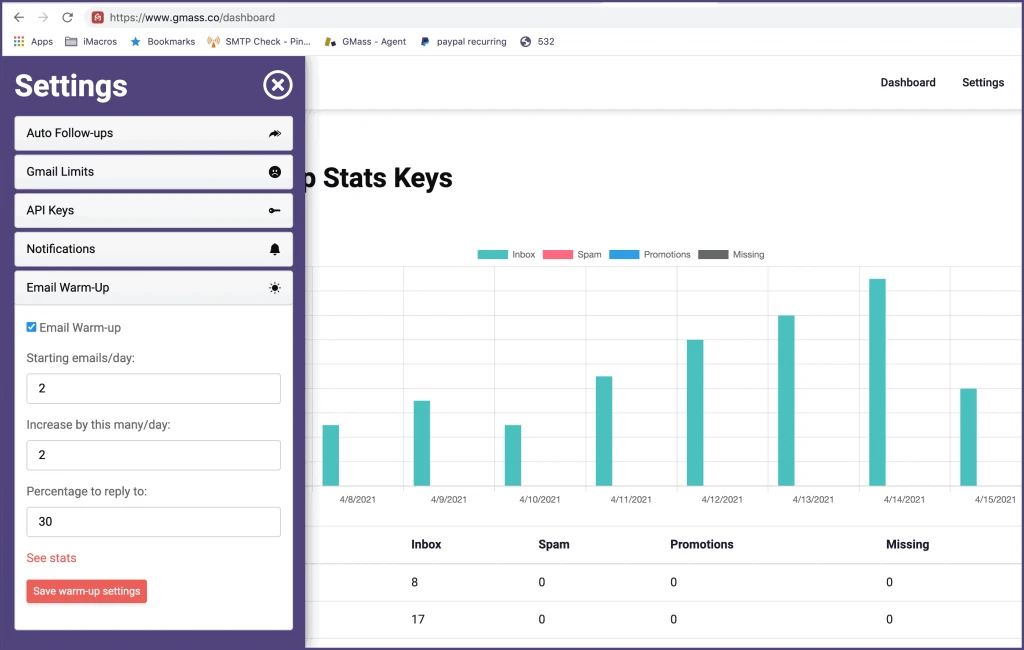 https://www.gmass.co/dashboard
Apps iMacros Bookmarks SMTP Check - Pin... GMass - Agent paypal recurring 532
Settings
Dashboard Settings
Auto Follow-ups
Gmail Limits
API Keys
Notifications
Email Warm-Up
Email Warm-up
Starting emails/day:
2
Increase by this many/day:
2
Percentage to reply to:
30
See stats
Save warm-up settings
p Stats Keys
Inbox Spam Promotions Missing
4/8/2021 4/9/2021 4/10/2021 4/11/2021 4/12/2021 4/13/2021 4/14/2021 4/15/2021
Inbox Spam Promotions Missing
8 0 0 0
17 0 0 0